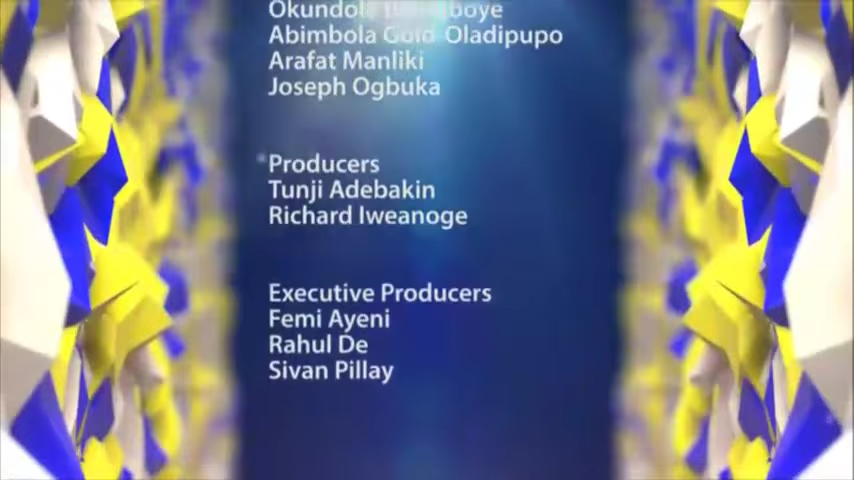 Okundola
Abimbola Gold-Oladipupo
Arafat Manliki
Joseph Ogbuka
Producers
Tunji Adebakin
Richard Iweanoge
Executive Producers
Femi Ayeni
Rahul De
Sivan Pillay